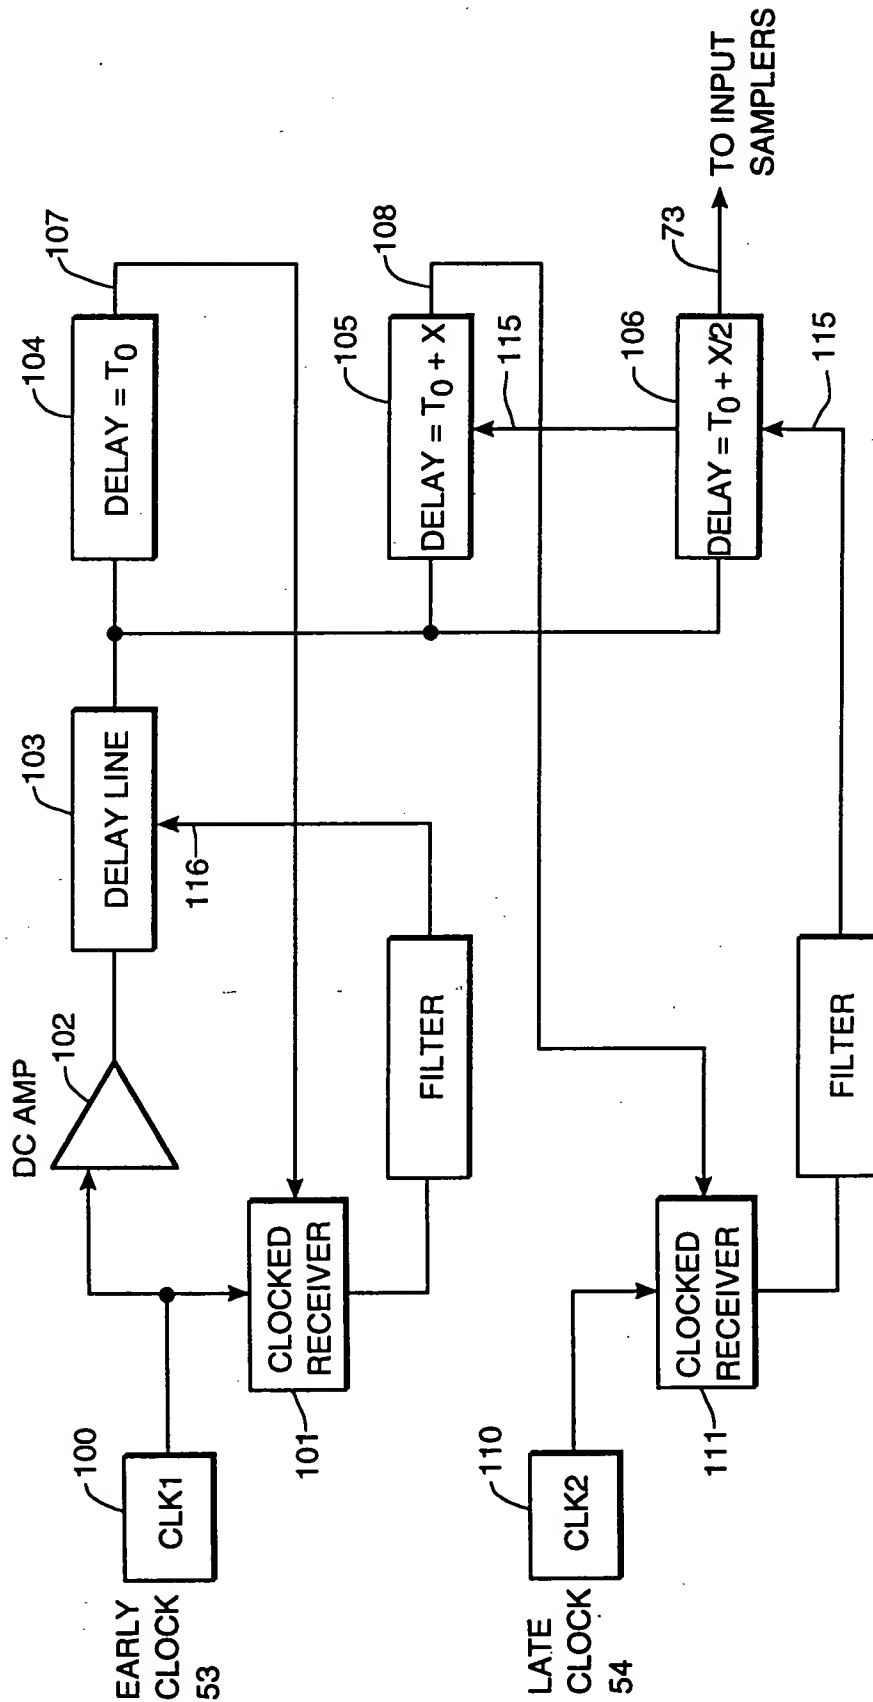 EARLY
CLOCK
53
100
CLK1
DC AMP
102
103
DELAY LINE
104
DELAY = T0
107
101
CLOCKED
RECEIVER
116
FILTER
105
DELAY = T0 + X
108
115
LATE
CLOCK
54
110
CLK2
111
CLOCKED
RECEIVER
FILTER
106
DELAY = T0 + X/2
73
TO INPUT
SAMPLERS
115